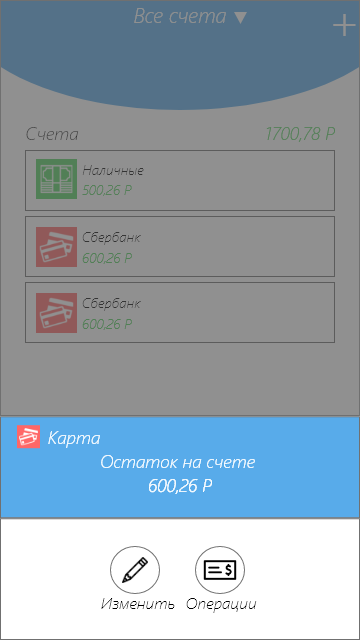 Все счета ▼
Счета 1700,78 Р
Наличные
500,26 Р
Сбербанк
600,26 Р
Сбербанк
600,26 Р
Карта
Остаток на счете
600,26 Р
Изменить Операции